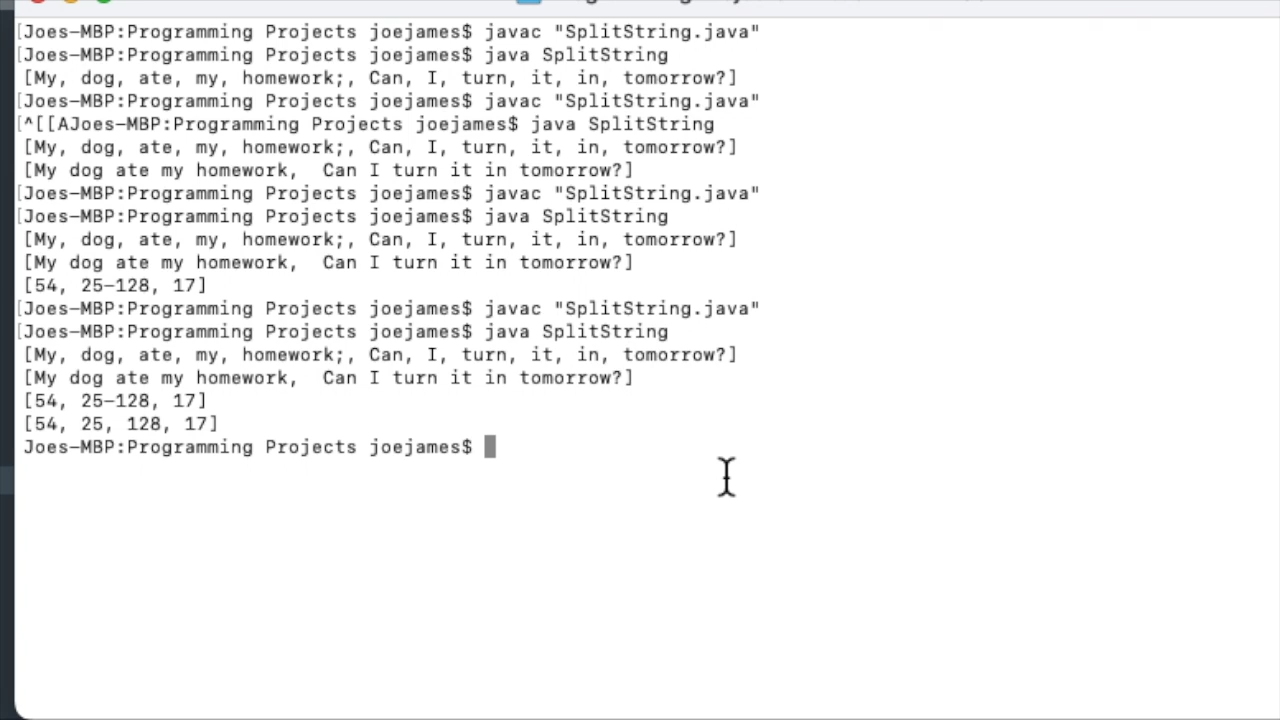 [Joes-MBP:Programming Projects joejames$ javac "SplitString.java"
[Joes-MBP:Programming Projects joejames$ java SplitString
[My, dog, ate, my, homework;, Can, I, turn, it, in, tomorrow?]
[Joes-MBP:Programming Projects joejames$ javac "SplitString.java"
[^[[AJoes-MBP:Programming Projects joejames$ java SplitString
[My, dog, ate, my, homework;, Can, I, turn, it, in, tomorrow?]
[My dog ate my homework,  Can I turn it in tomorrow?]
[Joes-MBP:Programming Projects joejames$ javac "SplitString.java"
[Joes-MBP:Programming Projects joejames$ java SplitString
[My, dog, ate, my, homework;, Can, I, turn, it, in, tomorrow?]
[My dog ate my homework,  Can I turn it in tomorrow?]
[54, 25-128, 17]
[Joes-MBP:Programming Projects joejames$ javac "SplitString.java"
[Joes-MBP:Programming Projects joejames$ java SplitString
[My, dog, ate, my, homework;, Can, I, turn, it, in, tomorrow?]
[My dog ate my homework,  Can I turn it in tomorrow?]
[54, 25-128, 17]
[54, 25, 128, 17]
Joes-MBP:Programming Projects joejames$